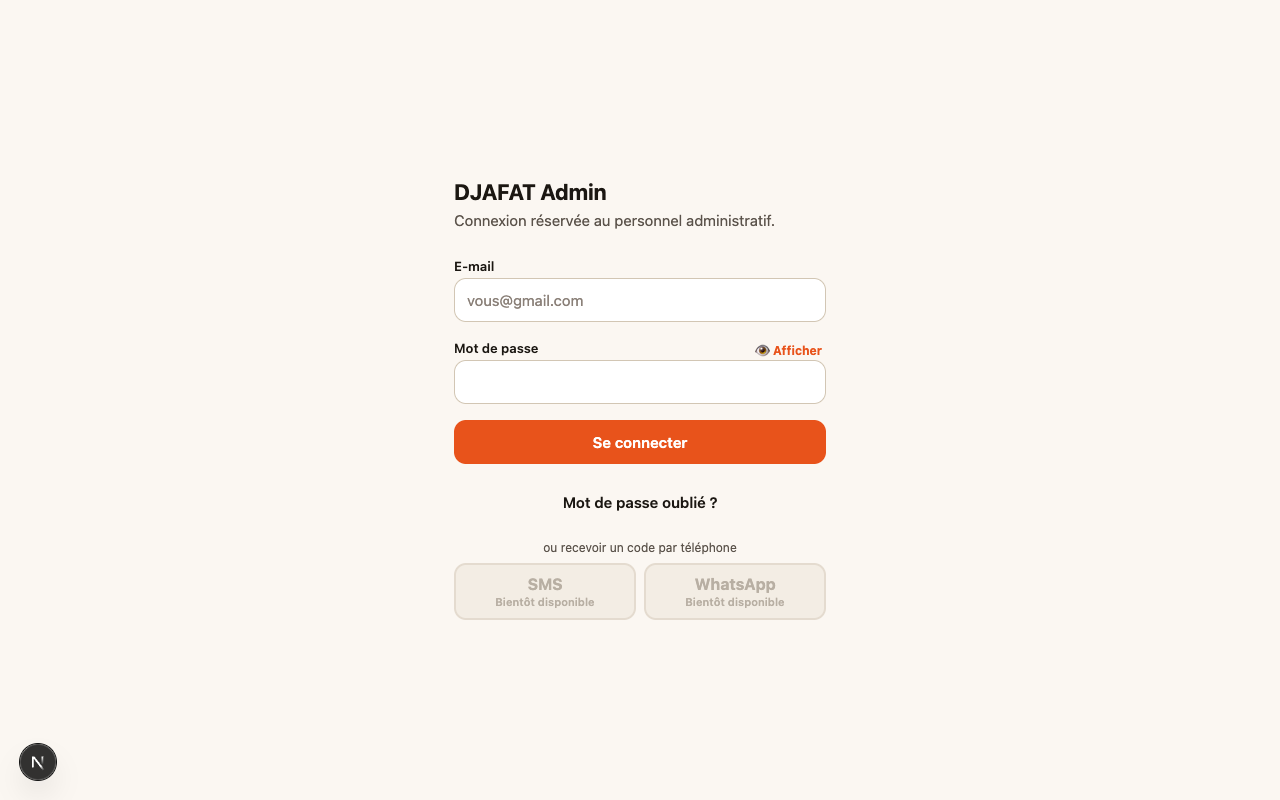 DJAFAT Admin
Connexion réservée au personnel administratif.
E-mail
vous@gmail.com
Mot de passe
👁️ Afficher
Se connecter
Mot de passe oublié ?
ou recevoir un code par téléphone
SMS
Bientôt disponible
WhatsApp
Bientôt disponible
N